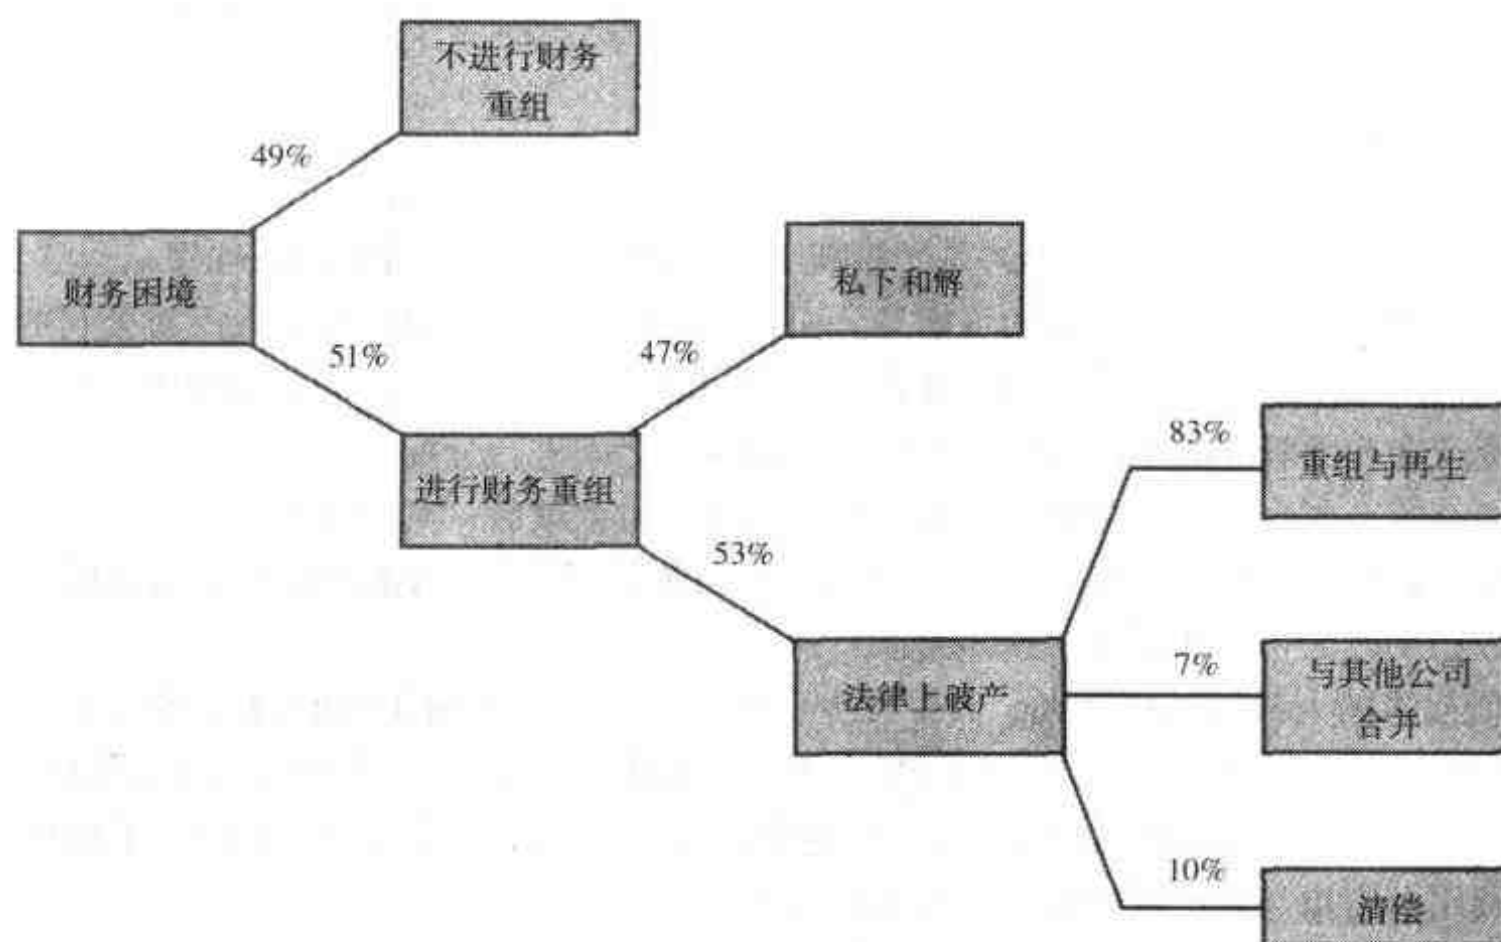 不进行财务
重组
49%
财务困境
私下和解
51%
47%
83%
重组与再生
进行财务重组
53%
7%
与其他公司
合并
法律上破产
10%
清偿